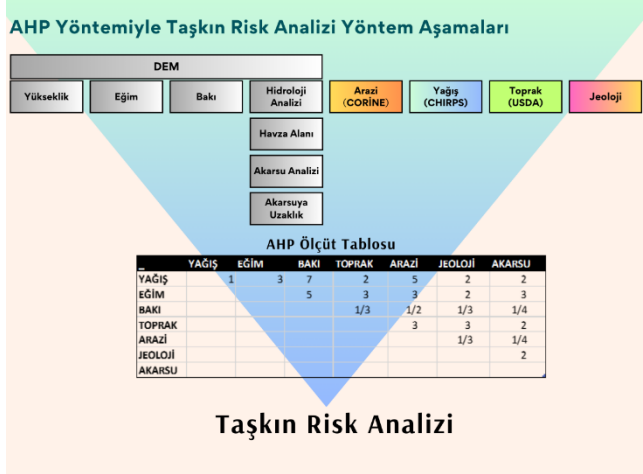 AHP Yöntemiyle Taşkın Risk Analizi Yöntem Aşamaları
DEM
Yükseklik Eğim Bakı Hidroloji Analizi Arazi (CORİNE) Yağış (CHIRPS) Toprak (USDA) Jeoloji
Havza Alanı
Akarsu Analizi
Akarsuya Uzaklık
AHP Ölçüt Tablosu
_ YAĞIŞ EĞİM BAKI TOPRAK ARAZİ JEOLOJİ AKARSU
YAĞIŞ 1 3 7 2 5 2 2
EĞİM 5 3 3 2 3
BAKI 1/3 1/2 1/3 1/4
TOPRAK 3 3 2
ARAZİ 1/3 1/4
JEOLOJİ 2
AKARSU
Taşkın Risk Analizi